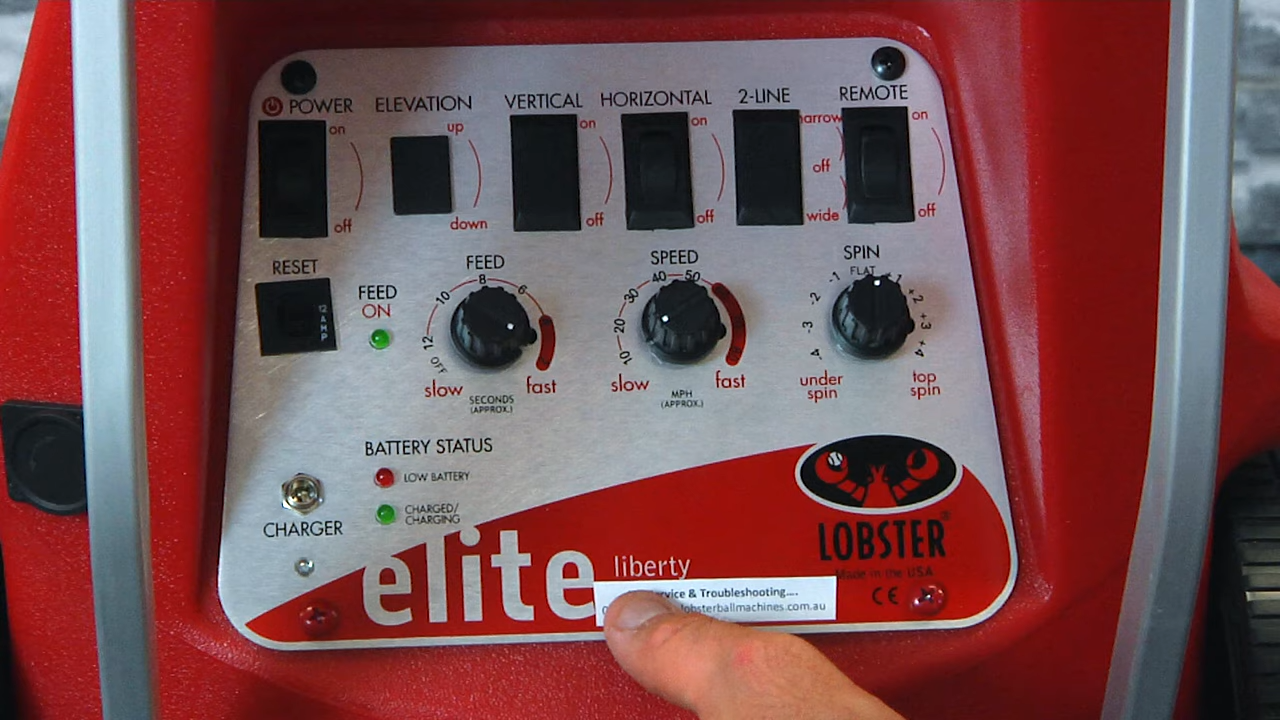 POWER ELEVATION VERTICAL HORIZONTAL 2-LINE REMOTE
on up on on narrow on
off
off down off off wide off
RESET
12 AMP
FEED ON
FEED
OFF 12 10 8 6
slow fast
SECONDS
(APPROX.)
SPEED
10 20 30 40 50
slow fast
MPH
(APPROX.)
SPIN
FLAT
-4 -3 -2 -1 +1 +2 +3 +4
under spin
top spin
BATTERY STATUS
LOW BATTERY
CHARGED/
CHARGING
CHARGER
elite liberty
Service & Troubleshooting....
lobsterballmachines.com.au
LOBSTER®
Made in the USA
CE